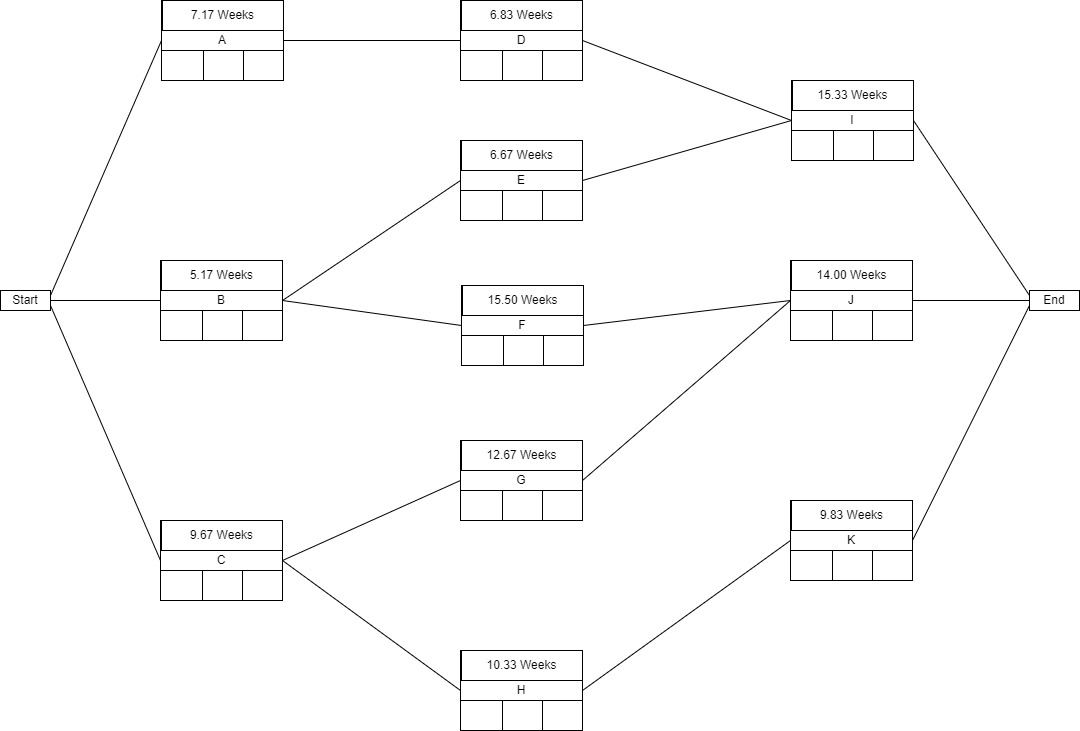 7.17 Weeks
A
6.83 Weeks
D
15.33 Weeks
I
6.67 Weeks
E
Start
5.17 Weeks
B
15.50 Weeks
F
14.00 Weeks
J
End
12.67 Weeks
G
9.67 Weeks
C
9.83 Weeks
K
10.33 Weeks
H